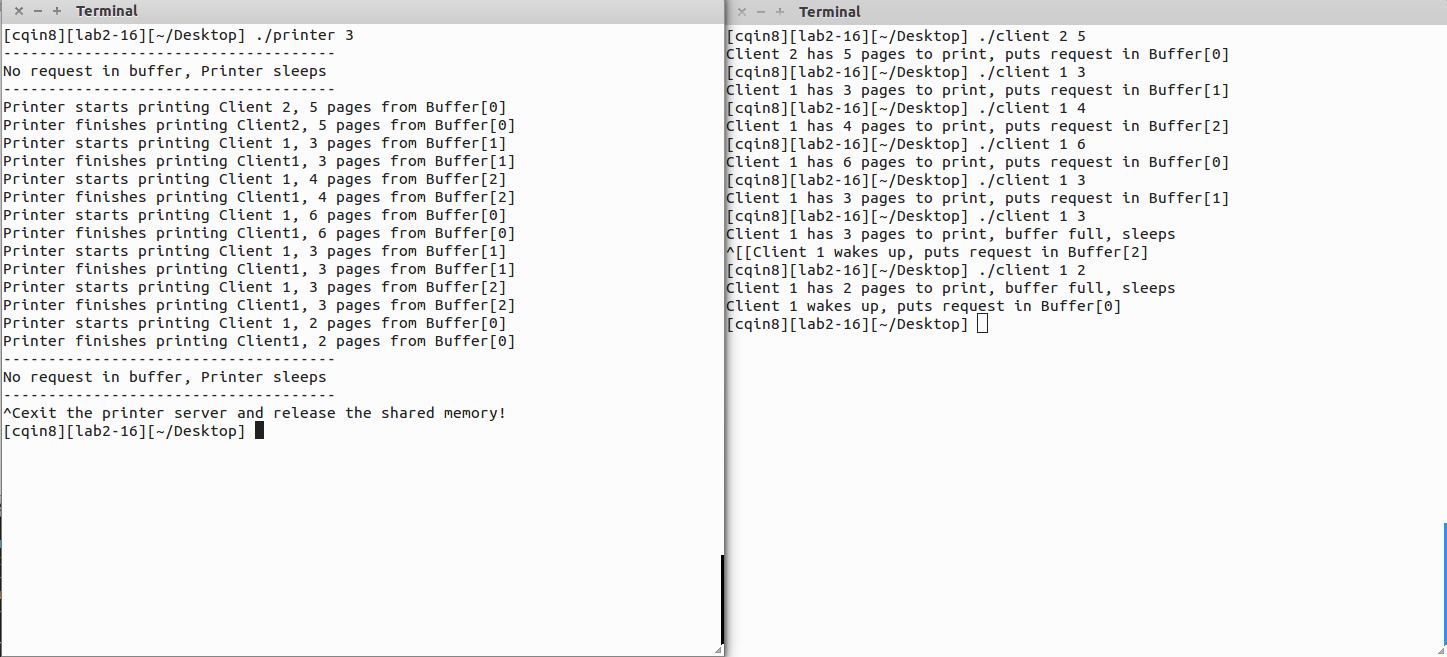 × − + Terminal
[cqin8][lab2-16][~/Desktop] ./printer 3
-------------------------------------
No request in buffer, Printer sleeps
-------------------------------------
Printer starts printing Client 2, 5 pages from Buffer[0]
Printer finishes printing Client2, 5 pages from Buffer[0]
Printer starts printing Client 1, 3 pages from Buffer[1]
Printer finishes printing Client1, 3 pages from Buffer[1]
Printer starts printing Client 1, 4 pages from Buffer[2]
Printer finishes printing Client1, 4 pages from Buffer[2]
Printer starts printing Client 1, 6 pages from Buffer[0]
Printer finishes printing Client1, 6 pages from Buffer[0]
Printer starts printing Client 1, 3 pages from Buffer[1]
Printer finishes printing Client1, 3 pages from Buffer[1]
Printer starts printing Client 1, 3 pages from Buffer[2]
Printer finishes printing Client1, 3 pages from Buffer[2]
Printer starts printing Client 1, 2 pages from Buffer[0]
Printer finishes printing Client1, 2 pages from Buffer[0]
-------------------------------------
No request in buffer, Printer sleeps
-------------------------------------
^Cexit the printer server and release the shared memory!
[cqin8][lab2-16][~/Desktop]
× − + Terminal
[cqin8][lab2-16][~/Desktop] ./client 2 5
Client 2 has 5 pages to print, puts request in Buffer[0]
[cqin8][lab2-16][~/Desktop] ./client 1 3
Client 1 has 3 pages to print, puts request in Buffer[1]
[cqin8][lab2-16][~/Desktop] ./client 1 4
Client 1 has 4 pages to print, puts request in Buffer[2]
[cqin8][lab2-16][~/Desktop] ./client 1 6
Client 1 has 6 pages to print, puts request in Buffer[0]
[cqin8][lab2-16][~/Desktop] ./client 1 3
Client 1 has 3 pages to print, puts request in Buffer[1]
[cqin8][lab2-16][~/Desktop] ./client 1 3
Client 1 has 3 pages to print, buffer full, sleeps
^[[Client 1 wakes up, puts request in Buffer[2]
[cqin8][lab2-16][~/Desktop] ./client 1 2
Client 1 has 2 pages to print, buffer full, sleeps
Client 1 wakes up, puts request in Buffer[0]
[cqin8][lab2-16][~/Desktop]